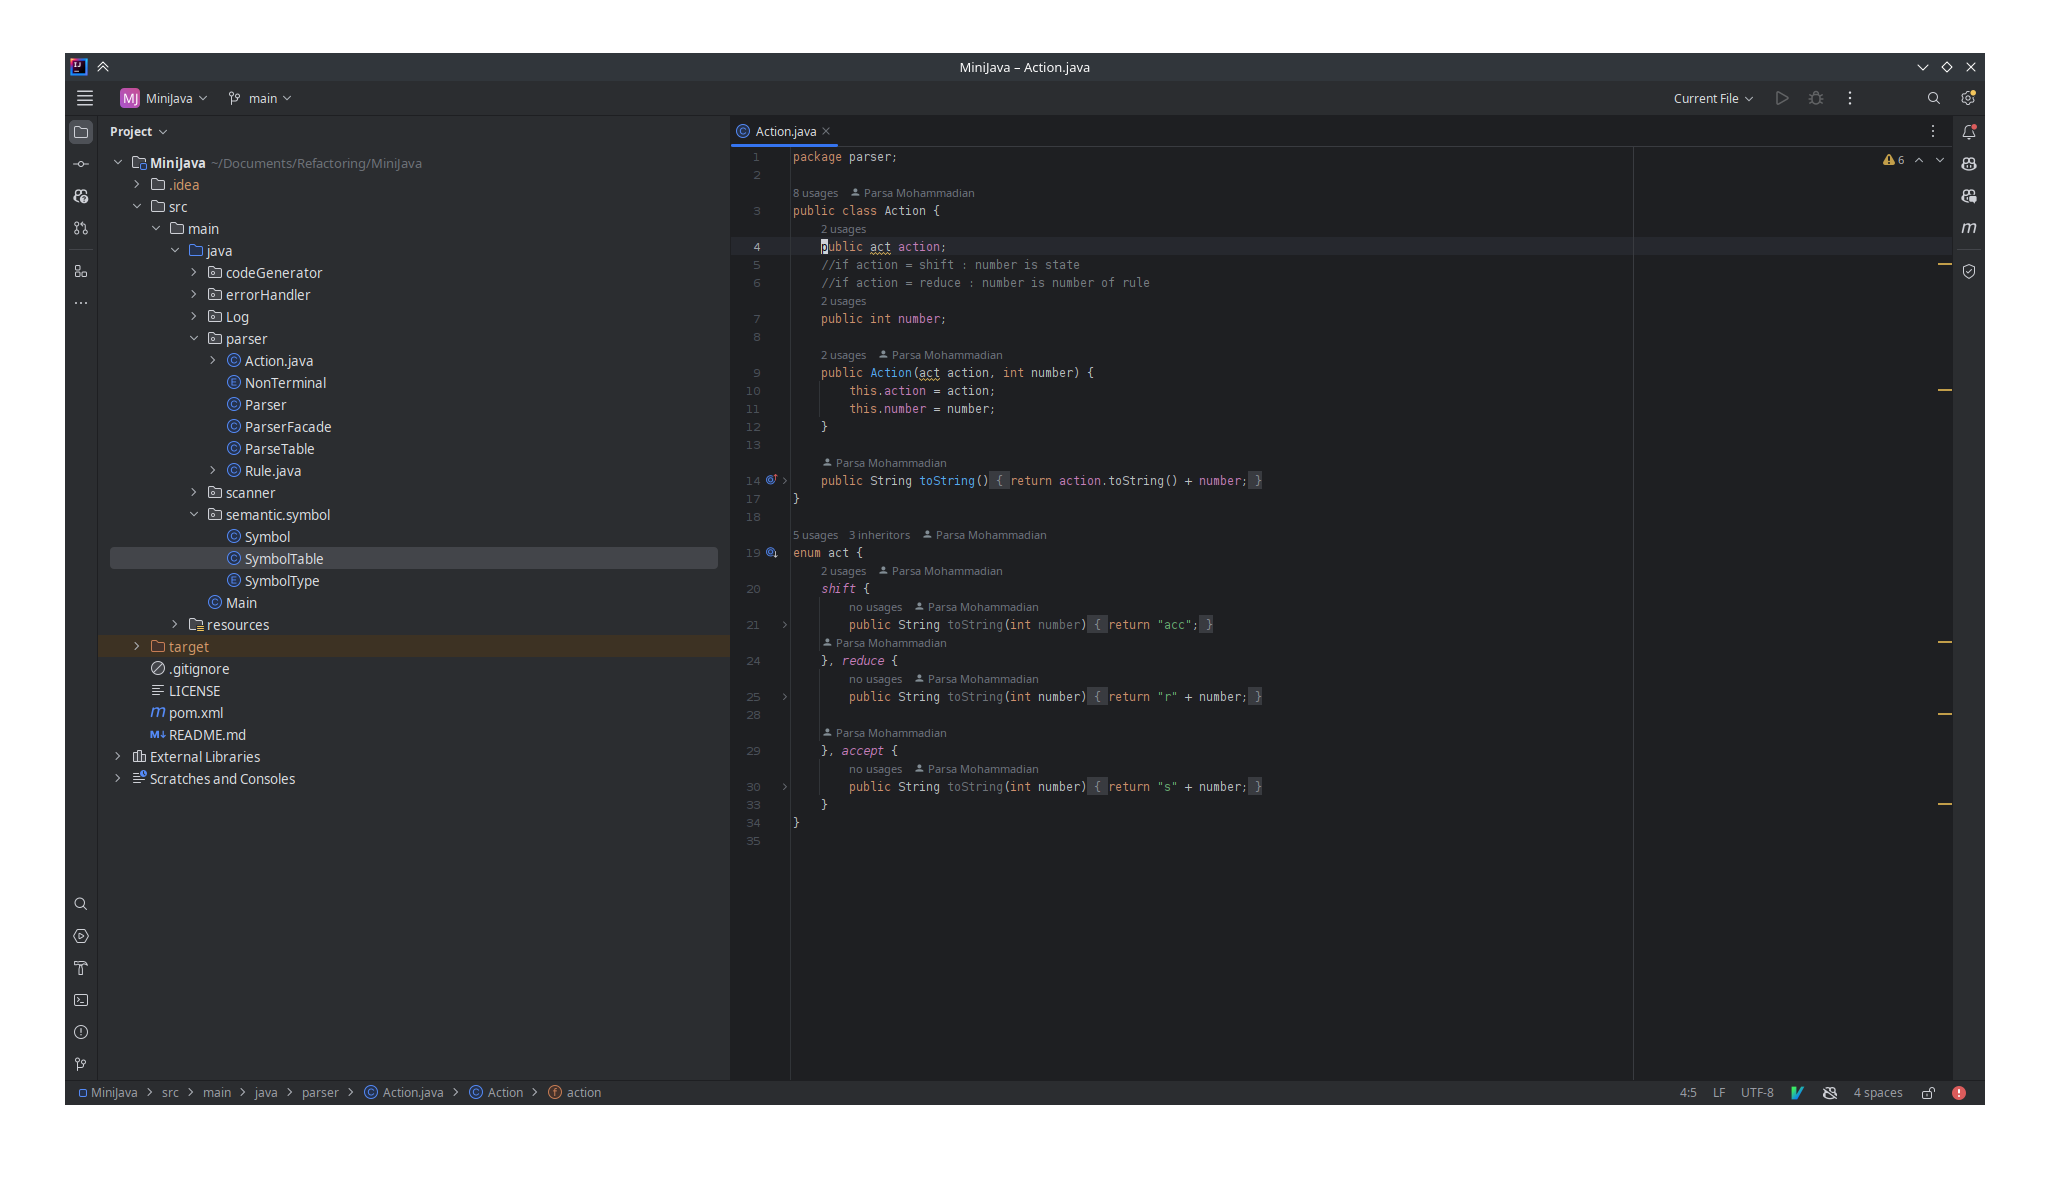 MiniJava – Action.java
MJ MiniJava main Current File
Project
MiniJava ~/Documents/Refactoring/MiniJava
.idea
src
main
java
codeGenerator
errorHandler
Log
parser
Action.java
NonTerminal
Parser
ParserFacade
ParseTable
Rule.java
scanner
semantic.symbol
Symbol
SymbolTable
SymbolType
Main
resources
target
.gitignore
LICENSE
pom.xml
README.md
External Libraries
Scratches and Consoles
Action.java
6
1 package parser;
2
8 usages Parsa Mohammadian
3 public class Action {
2 usages
4 public act action;
5 //if action = shift : number is state
6 //if action = reduce : number is number of rule
2 usages
7 public int number;
8
2 usages Parsa Mohammadian
9 public Action(act action, int number) {
10 this.action = action;
11 this.number = number;
12 }
13
Parsa Mohammadian
14 public String toString() { return action.toString() + number; }
17 }
18
5 usages 3 inheritors Parsa Mohammadian
19 enum act {
2 usages Parsa Mohammadian
20 shift {
no usages Parsa Mohammadian
21 public String toString(int number) { return "acc"; }
Parsa Mohammadian
24 }, reduce {
no usages Parsa Mohammadian
25 public String toString(int number) { return "r" + number; }
28
Parsa Mohammadian
29 }, accept {
no usages Parsa Mohammadian
30 public String toString(int number) { return "s" + number; }
33 }
34 }
35
MiniJava > src > main > java > parser > Action.java > Action > action 4:5 LF UTF-8 4 spaces